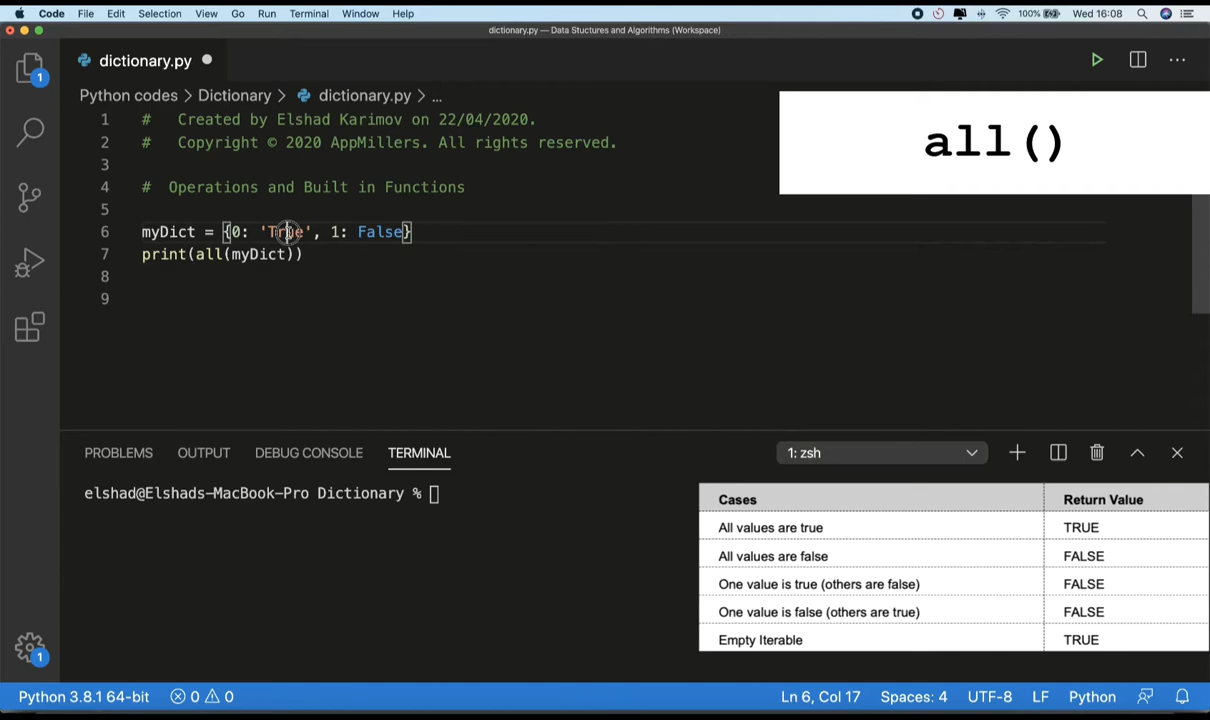 Code File Edit Selection View Go Run Terminal Window Help 100% Wed 16:08
dictionary.py — Data Stuctures and Algorithms (Workspace)
dictionary.py
Python codes > Dictionary > dictionary.py > ...
1 #   Created by Elshad Karimov on 22/04/2020.
2 #   Copyright © 2020 AppMillers. All rights reserved.
3
4 #  Operations and Built in Functions
5
6 myDict = {0: 'True', 1: False}
7 print(all(myDict))
8
9
all()
1
PROBLEMS OUTPUT DEBUG CONSOLE TERMINAL 1: zsh
elshad@Elshads-MacBook-Pro Dictionary %
Cases Return Value
All values are true TRUE
All values are false FALSE
One value is true (others are false) FALSE
One value is false (others are true) FALSE
Empty Iterable TRUE
1
Python 3.8.1 64-bit 0 0 Ln 6, Col 17 Spaces: 4 UTF-8 LF Python